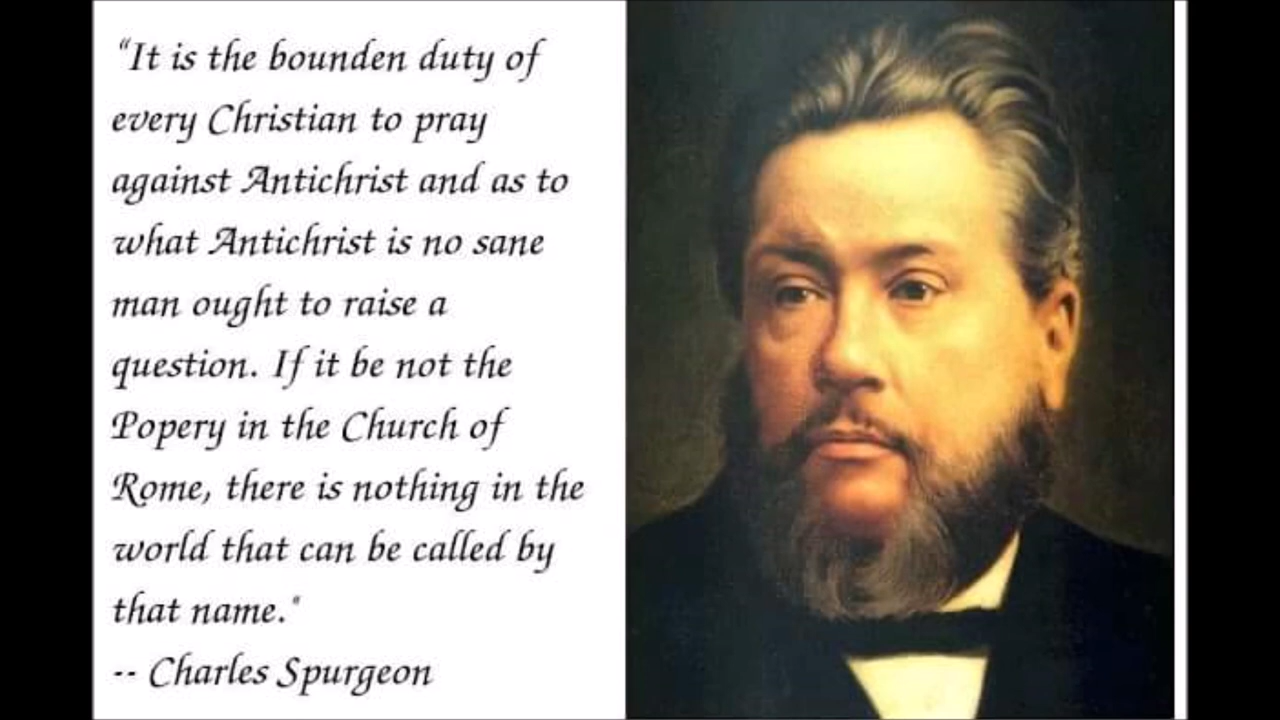 “It is the bounden duty of
every Christian to pray
against Antichrist and as to
what Antichrist is no sane
man ought to raise a
question. If it be not the
Popery in the Church of
Rome, there is nothing in the
world that can be called by
that name."
-- Charles Spurgeon